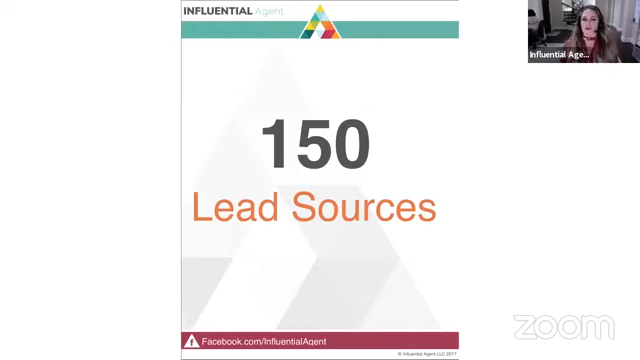 INFLUENTIAL Agent
Influential Age...
150
Lead Sources
Facebook.com/InfluentialAgent
© Influential Agent LLC 2017
zoom